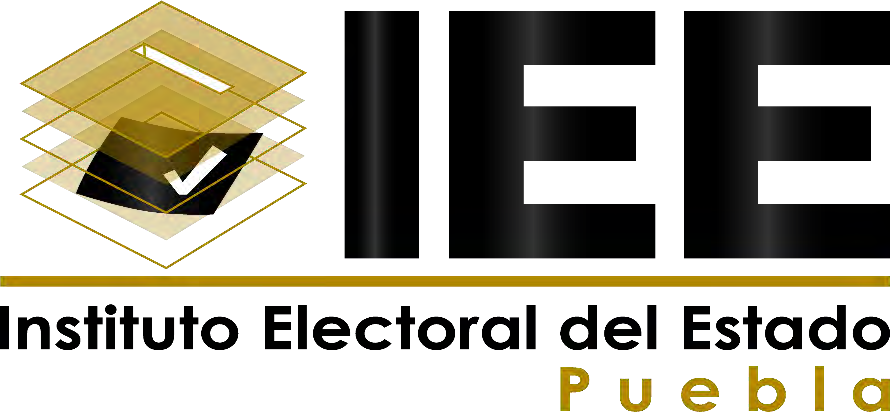 IEE
Instituto Electoral del Estado
Puebla